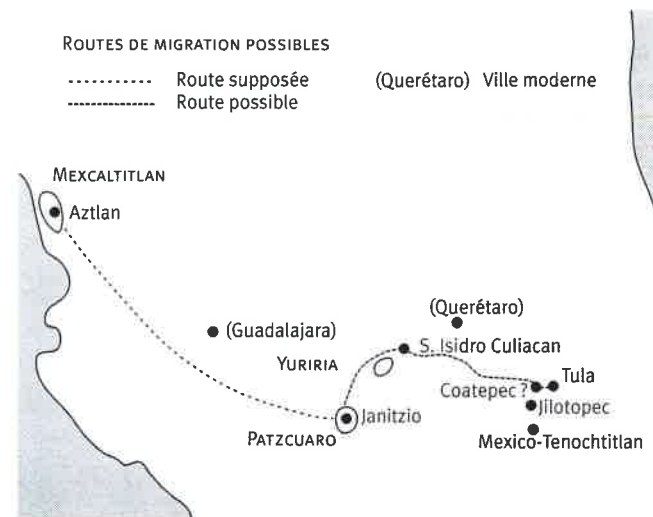 ROUTES DE MIGRATION POSSIBLES
Route supposée
Route possible
(Querétaro) Ville moderne
MEXCALTITLAN
Aztlan
(Guadalajara)
(Querétaro)
S. Isidro Culiacan
YURIRIA
Tula
Coatepec ?
Jilotopec
Janitzio
PATZCUARO
Mexico-Tenochtitlan